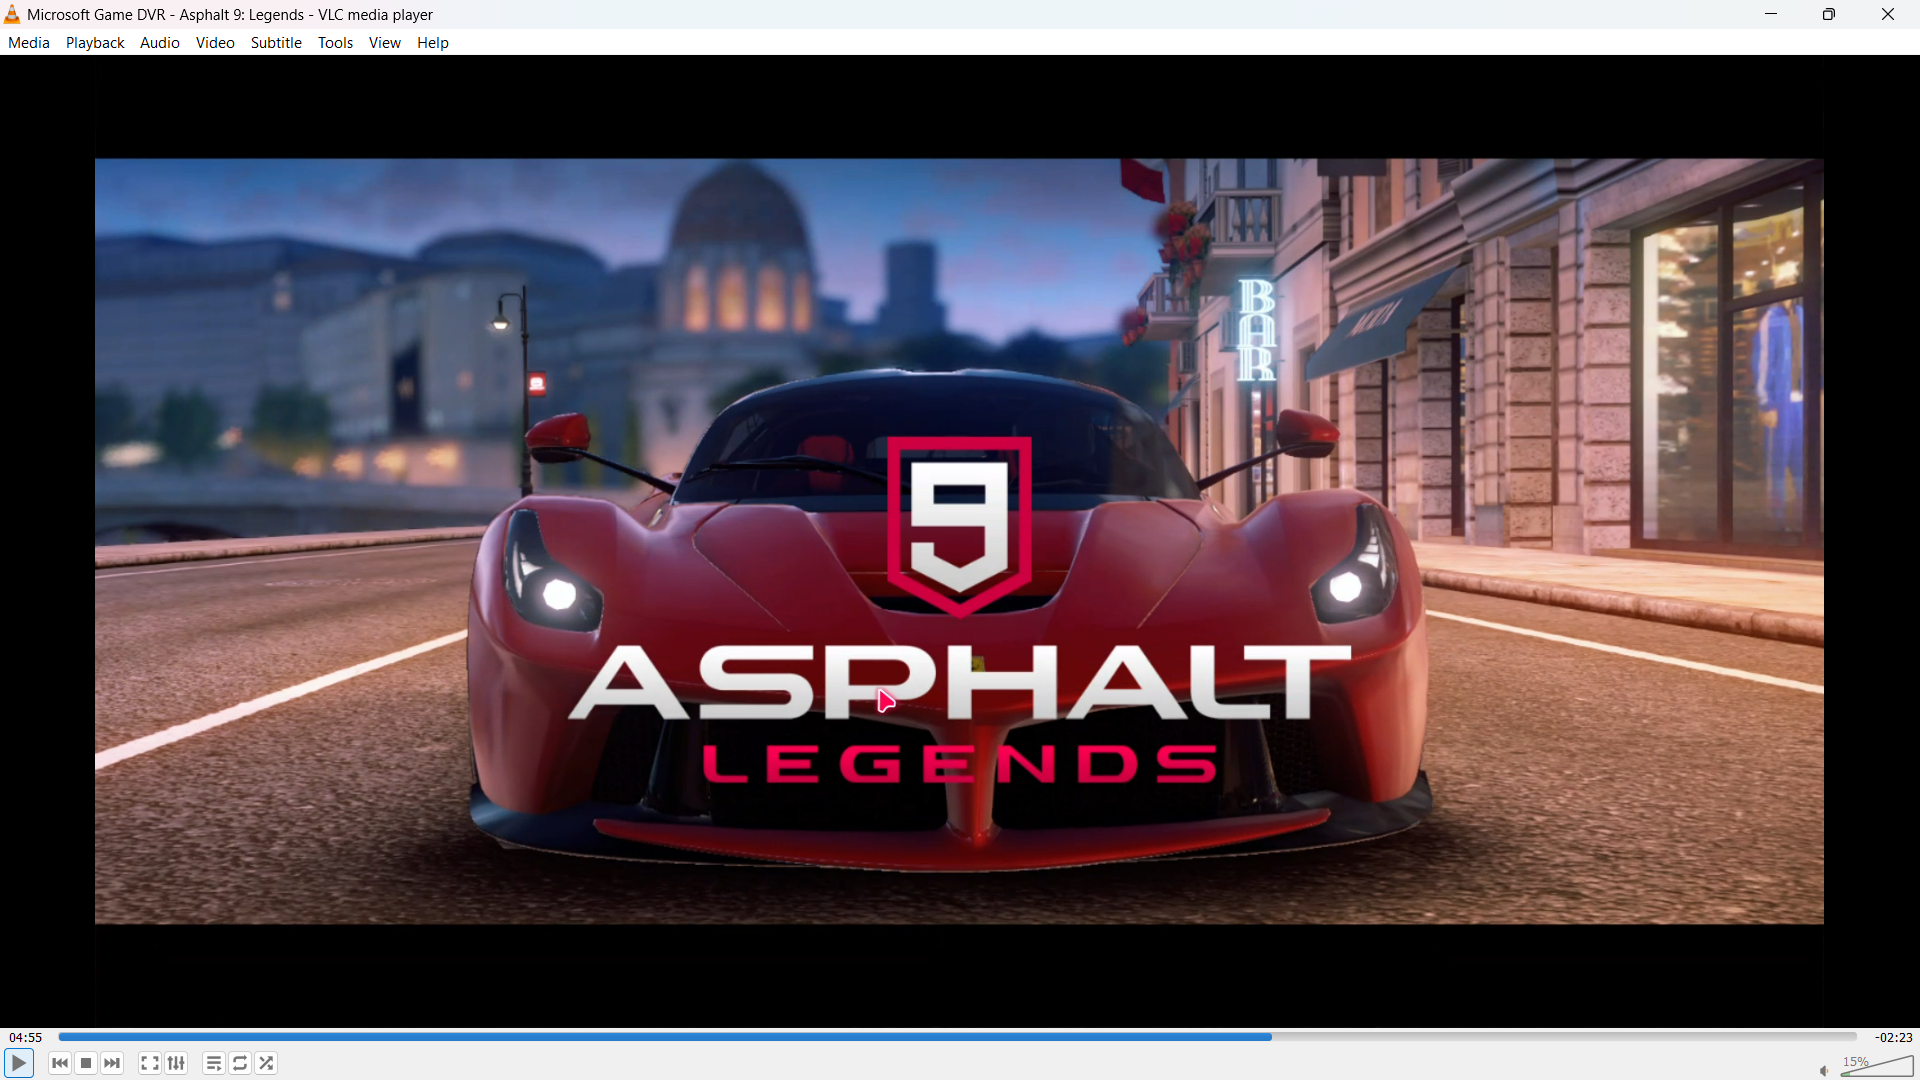 Microsoft Game DVR - Asphalt 9: Legends - VLC media player
Media Playback Audio Video Subtitle Tools View Help
BAR
9
ASPHALT
LEGENDS
04:55
-02:23
15%